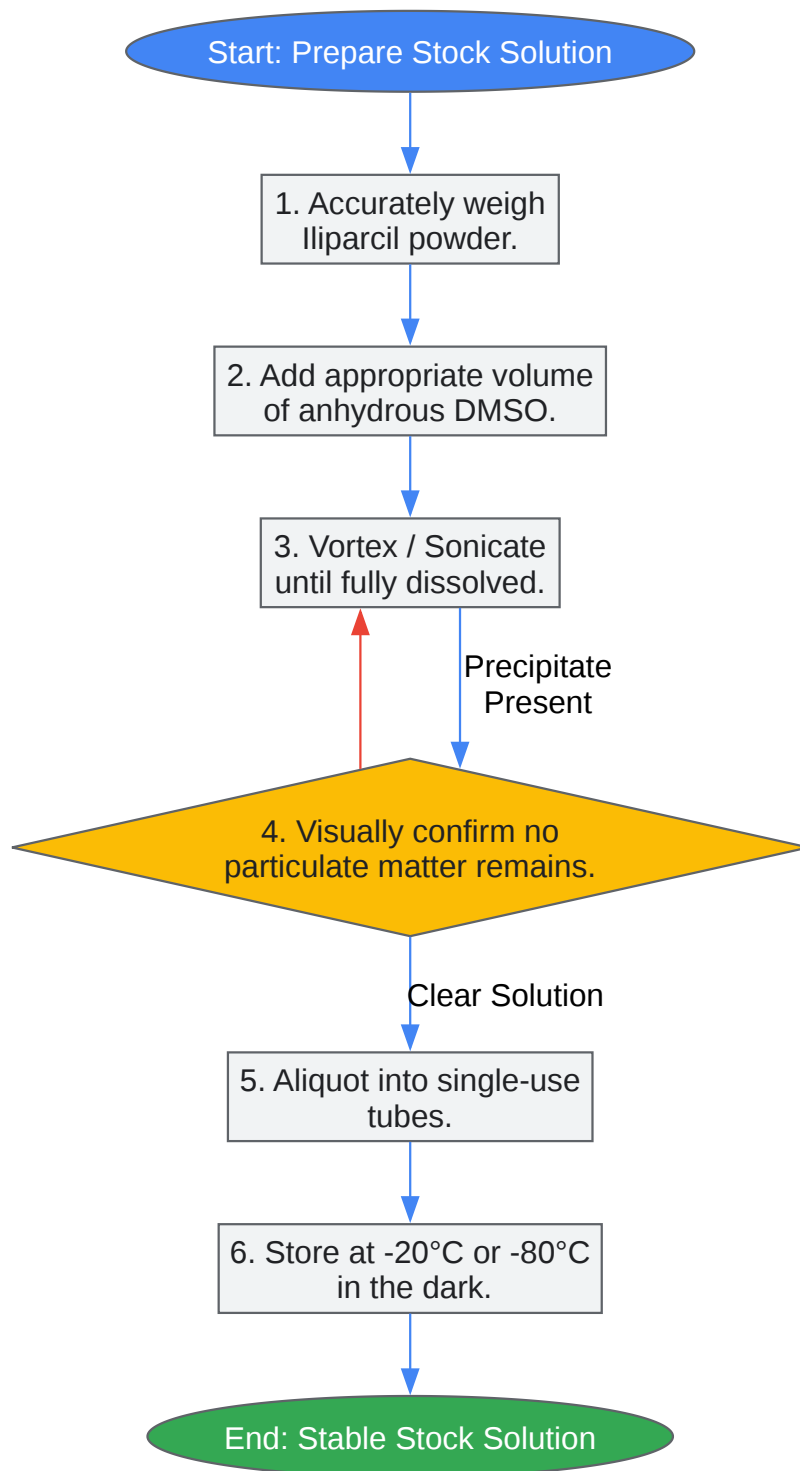 Start: Prepare Stock Solution
1. Accurately weigh
Iliparcil powder.
2. Add appropriate volume
of anhydrous DMSO.
3. Vortex / Sonicate
until fully dissolved.
Precipitate
Present
4. Visually confirm no
particulate matter remains.
Clear Solution
5. Aliquot into single-use
tubes.
6. Store at -20°C or -80°C
in the dark.
End: Stable Stock Solution